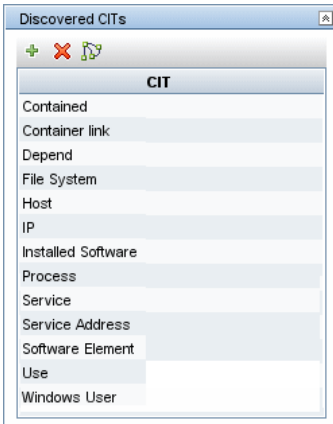 Discovered CITs
CIT
Contained
Container link
Depend
File System
Host
IP
Installed Software
Process
Service
Service Address
Software Element
Use
Windows User